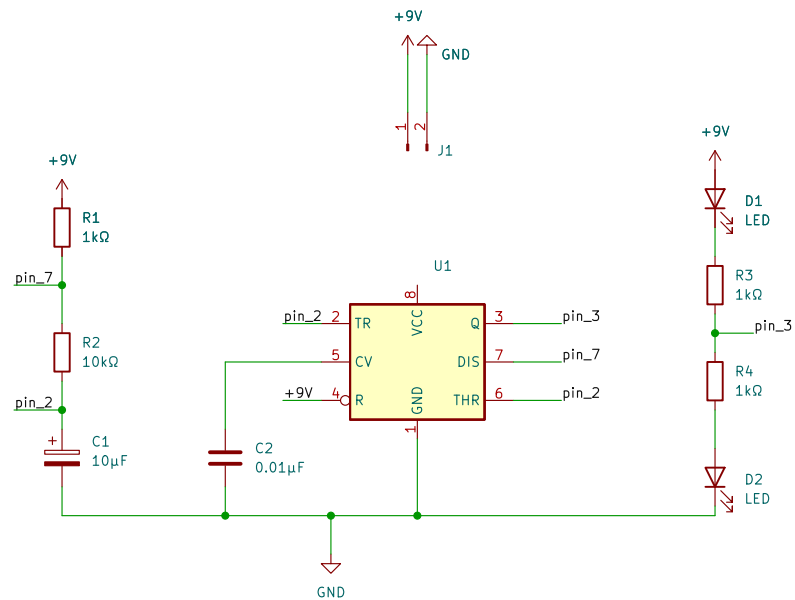 +9V
GND
1
2
J1
+9V
+9V
D1
LED
R1
1kΩ
pin_7
U1
R3
1kΩ
8
VCC
pin_2 2 TR
Q 3 pin_3
pin_3
R2
10kΩ
5 CV
DIS 7 pin_7
R4
1kΩ
+9V 4 R
GND
THR 6 pin_2
pin_2
1
+
C1
10µF
C2
0.01µF
D2
LED
GND